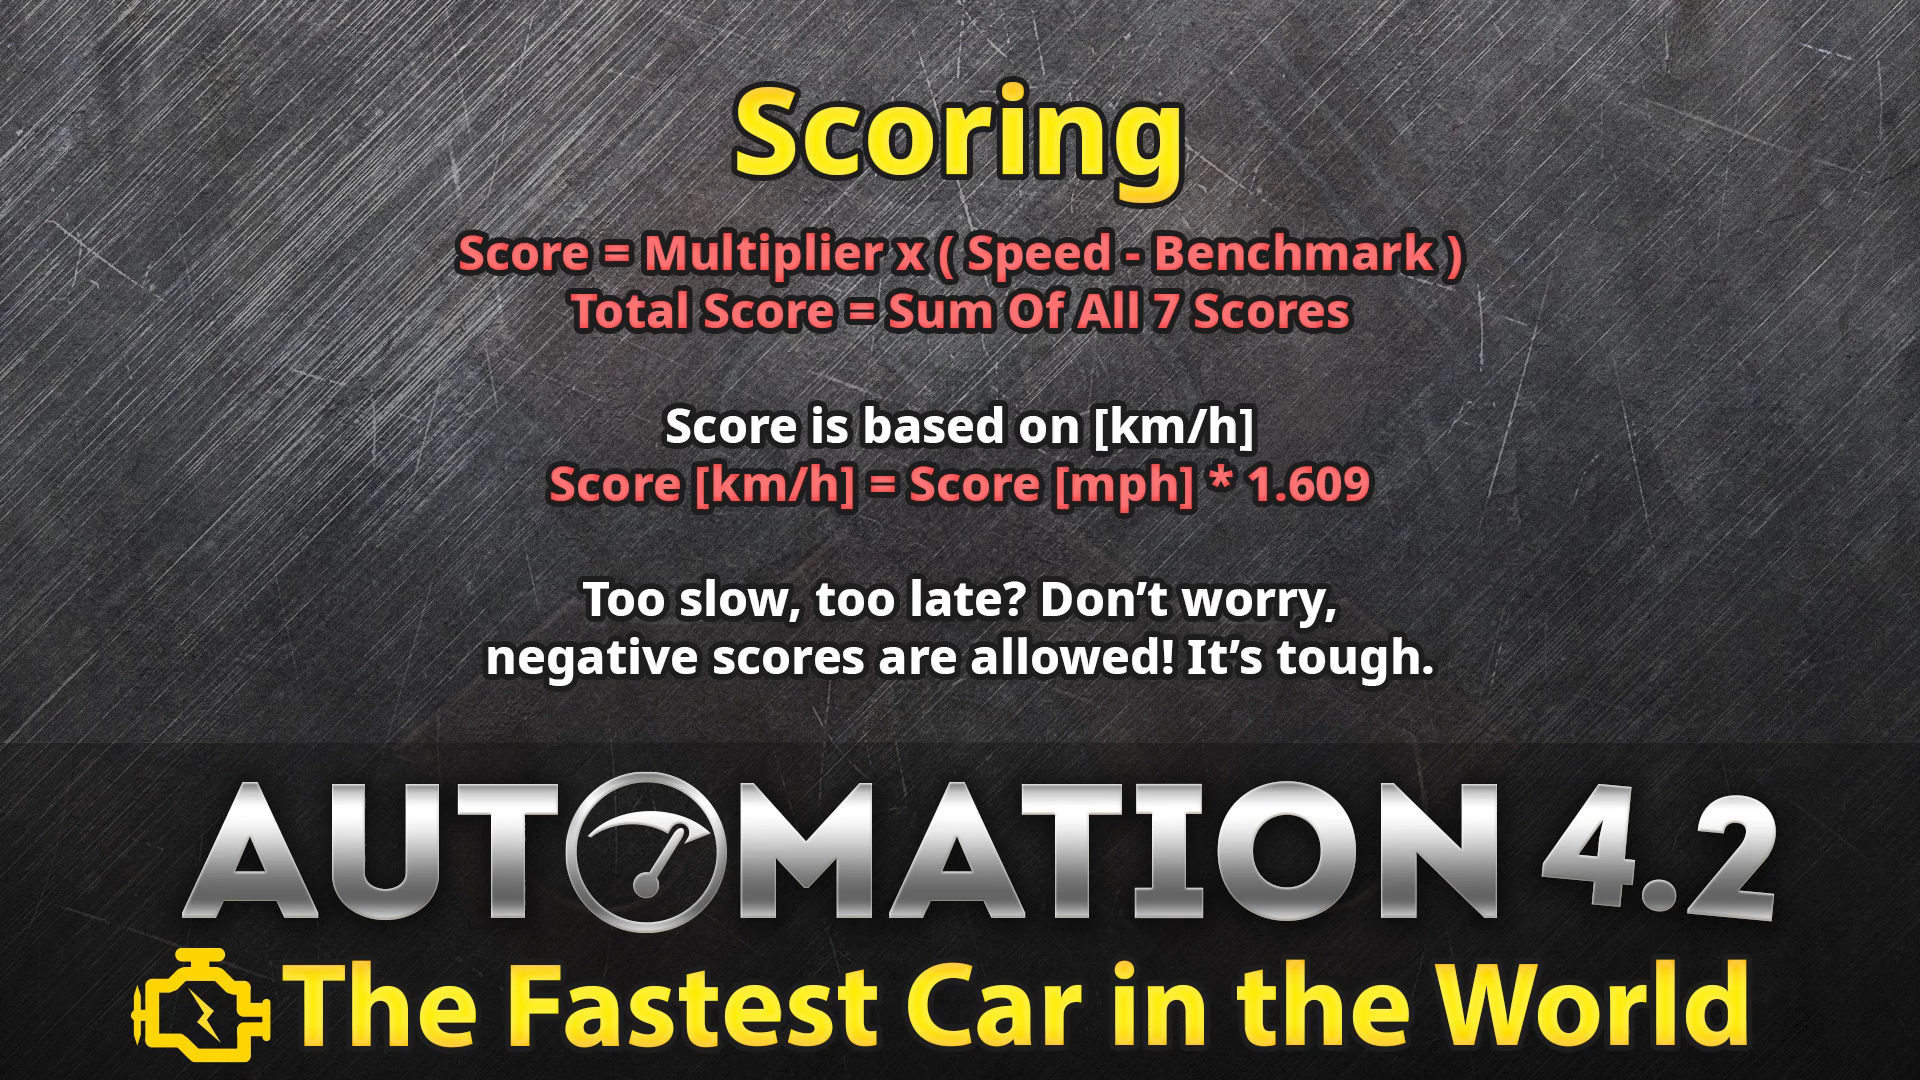 Scoring
Score = Multiplier x ( Speed - Benchmark )
Total Score = Sum Of All 7 Scores
Score is based on [km/h]
Score [km/h] = Score [mph] * 1.609
Too slow, too late? Don’t worry,
negative scores are allowed! It’s tough.
AUTOMATION 4.2
The Fastest Car in the World